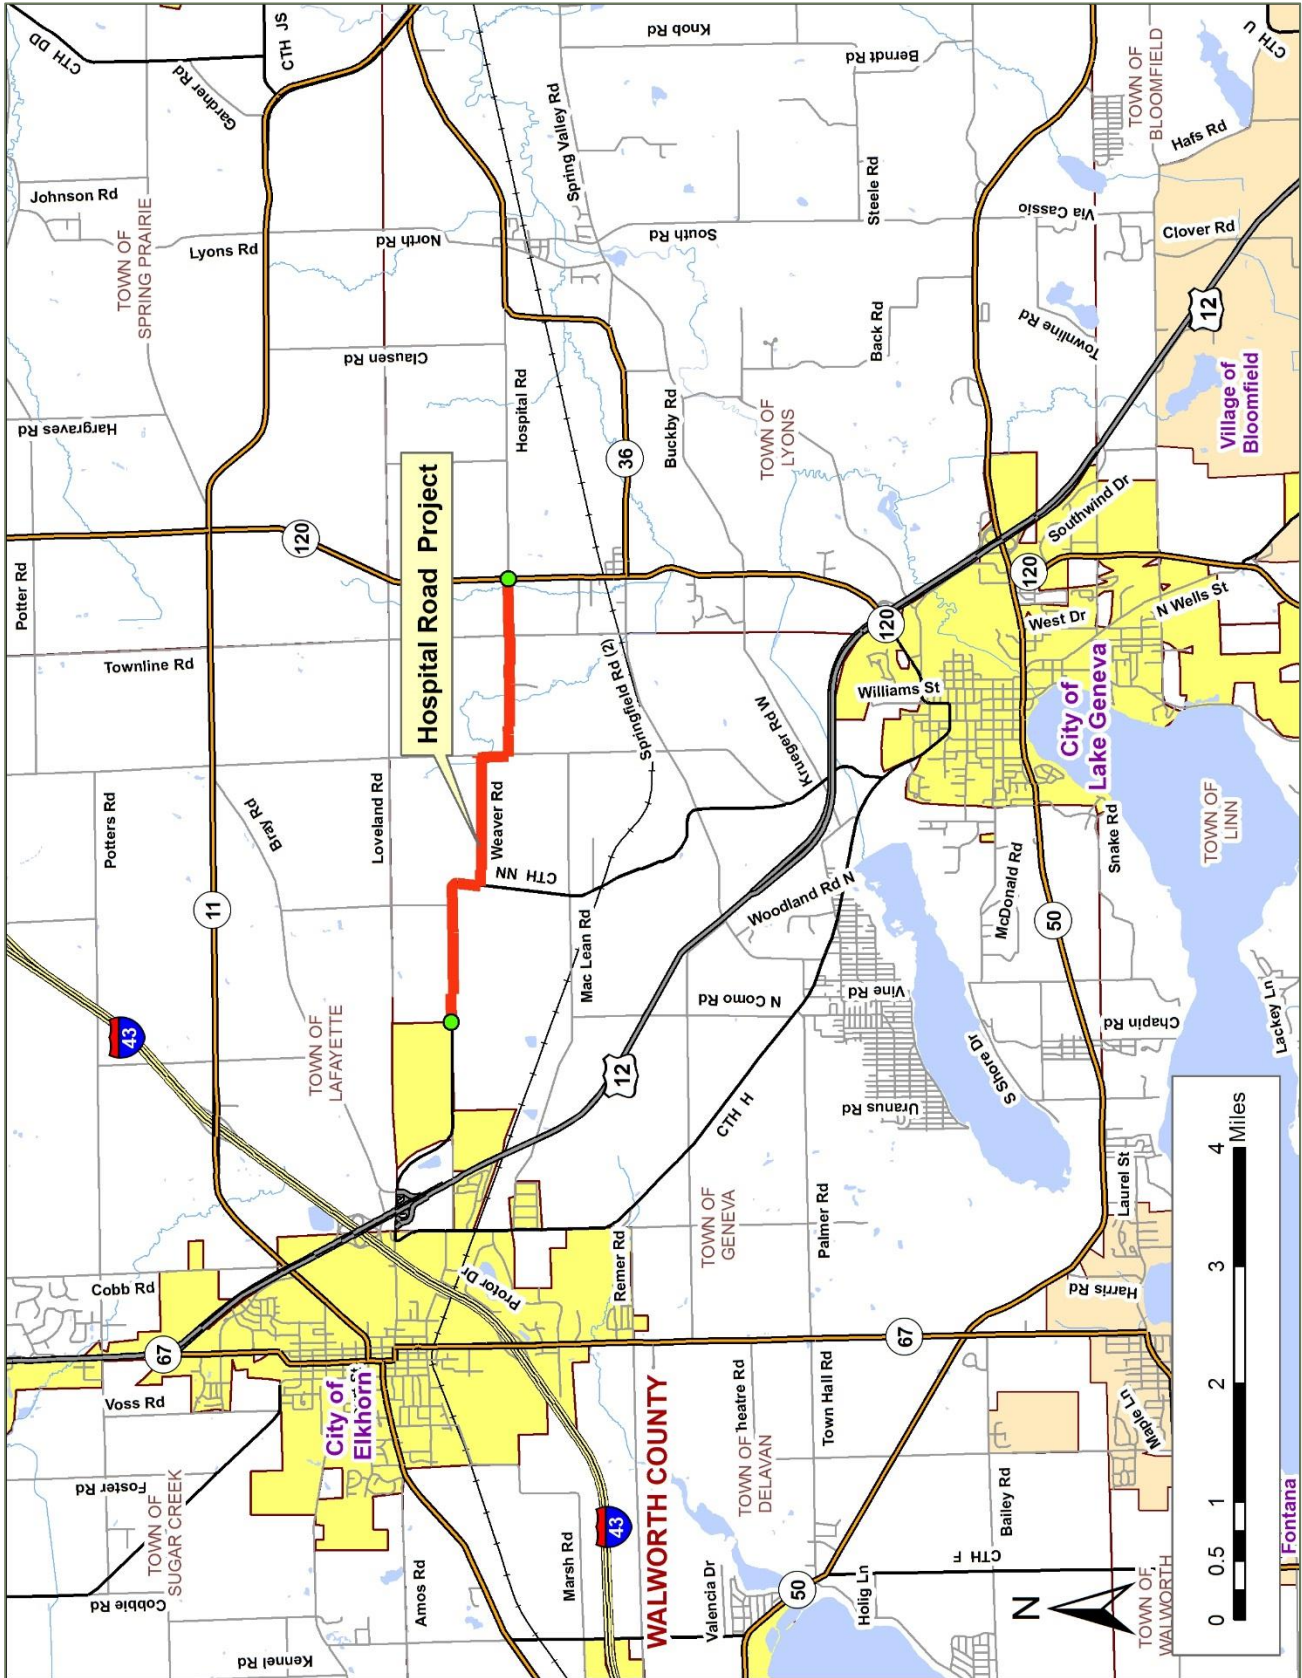 Kennel Rd
Cobbie Rd
Foster Rd
Voss Rd
Cobb Rd
Potters Rd
Potter Rd
Hargraves Rd
Johnson Rd
Gardner Rd
CTH DD
CTH JS
TOWN OF
SUGAR CREEK
67
43
11
Townline Rd
TOWN OF
SPRING PRAIRIE
Lyons Rd
Bray Rd
120
TOWN OF
LAFAYETTE
City of
Elkhorn
Loveland Rd
Clausen Rd
North Rd
Amos Rd
Hospital Road Project
Protor Dr
Weaver Rd
CTH NN
Hospital Rd
Spring Valley Rd
Marsh Rd
Mac Lean Rd
Springfield Rd (2)
43
Remer Rd
12
36
Buckby Rd
South Rd
Knob Rd
WALWORTH COUNTY
Valencia Dr
TOWN OF
DELAVAN
heatre Rd
TOWN OF
GENEVA
CTH H
N Como Rd
Woodland Rd N
Krueger Rd W
TOWN OF
LYONS
50
Town Hall Rd
Palmer Rd
Holig Ln
67
Uranus Rd
Vine Rd
Williams St
120
Back Rd
Steele Rd
Berndt Rd
CTH F
Bailey Rd
S Shore Dr
McDonald Rd
50
West Dr
120
Southwind Dr
Townline Rd
Via Cassio
City of
Lake Geneva
N Wells St
Snake Rd
Chapin Rd
Laurel St
Harris Rd
Maple Ln
TOWN OF
WALWORTH
TOWN OF
LINN
Lackey Ln
12
Village of
Bloomfield
Clover Rd
Hafs Rd
TOWN OF
BLOOMFIELD
CTH U
N
0 0.5 1 2 3 4
Miles
Fontana